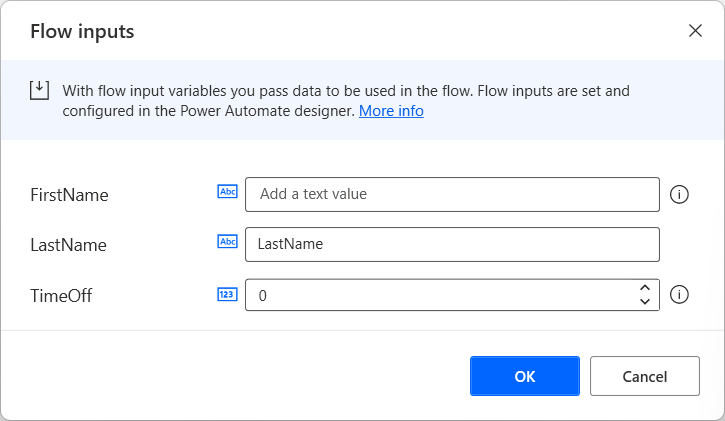 Flow inputs
With flow input variables you pass data to be used in the flow. Flow inputs are set and
configured in the Power Automate designer. More info
FirstName Abc Add a text value
LastName Abc LastName
TimeOff 123 0
OK Cancel